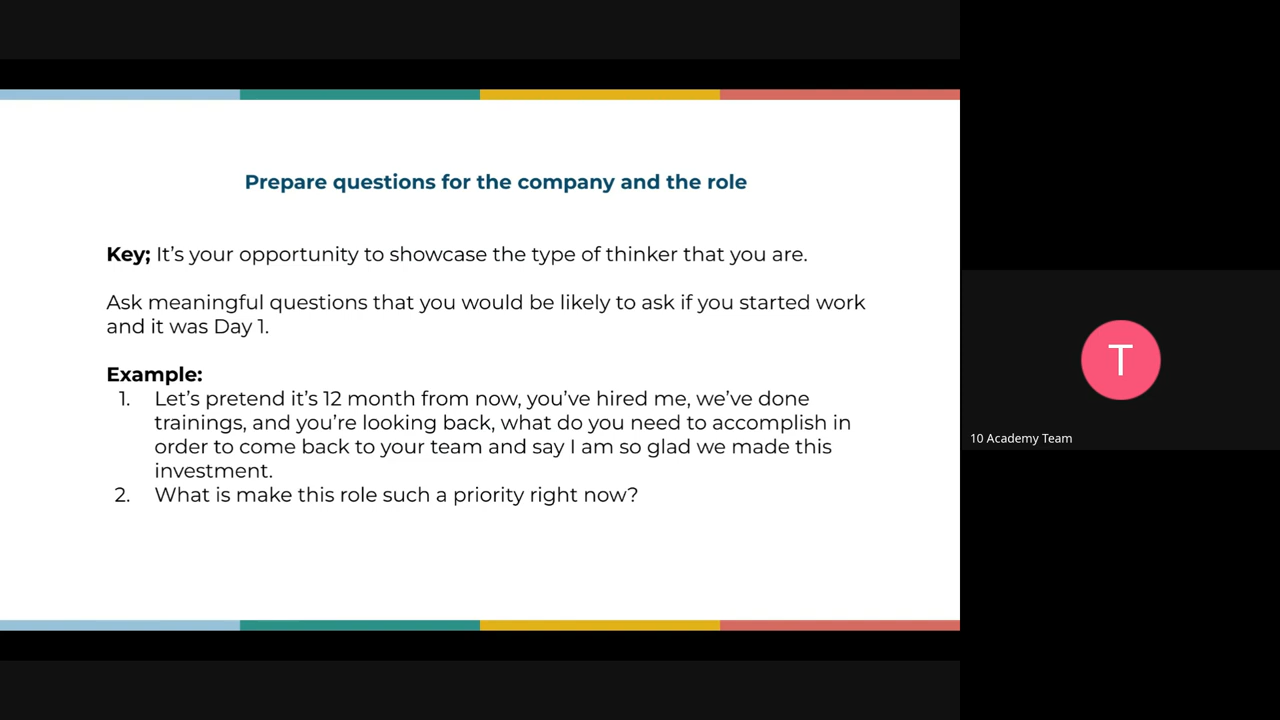 Prepare questions for the company and the role
Key; It's your opportunity to showcase the type of thinker that you are.
Ask meaningful questions that you would be likely to ask if you started work
and it was Day 1.
Example:
1. Let's pretend it's 12 month from now, you've hired me, we've done
trainings, and you're looking back, what do you need to accomplish in
order to come back to your team and say I am so glad we made this
investment.
2. What is make this role such a priority right now?
T
10 Academy Team